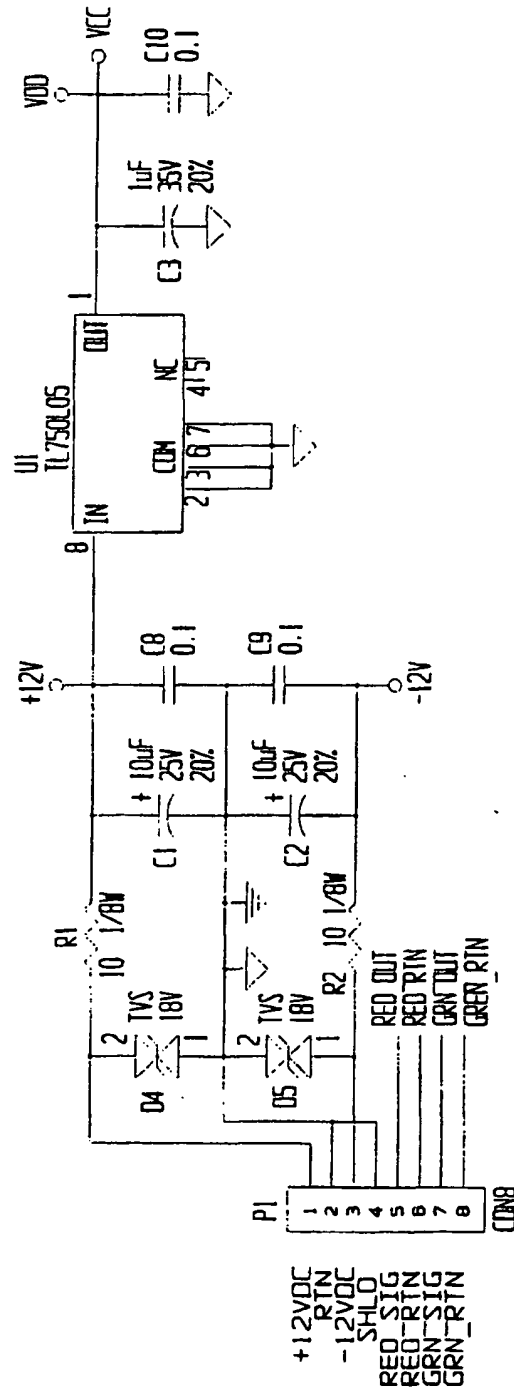 VDD
VCC
C10
0.1
1uF
35V
20%
C3
U1
TL750L05
1
OUT
NC
4 5
IN
8
COM
2 3 6 7
+12V
C8
0.1
C9
0.1
-12V
+ 10uF
25V
20%
C1
+ 10uF
25V
20%
C2
R1
10 1/8W
10 1/8W
R2
2 TVS
18V
1
D4
2 TVS
18V
1
D5
RED OUT
RED RTN
GRN OUT
GREN RTN
P1
1
2
3
4
5
6
7
8
CON8
+12VDC
RTN
-12VDC
SHLD
RED_SIG
RED_RTN
GRN_SIG
GRN_RTN